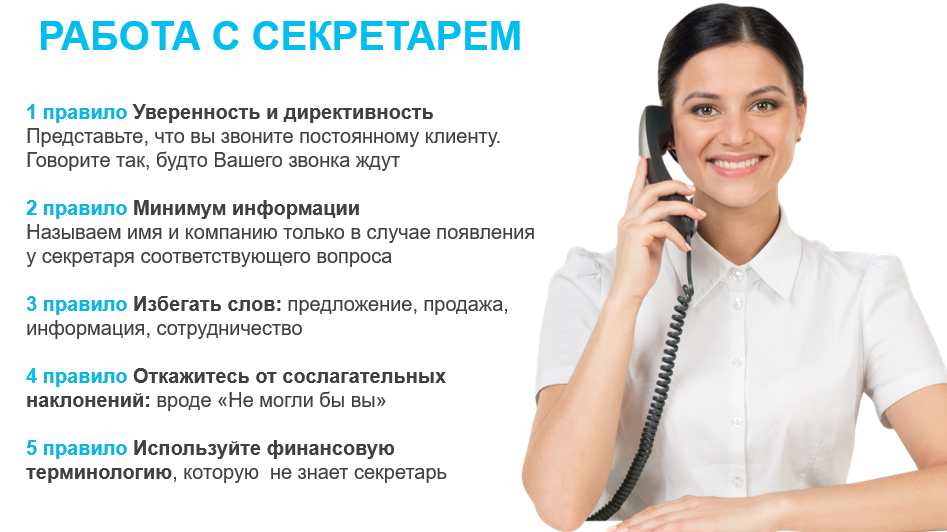 РАБОТА С СЕКРЕТАРЕМ
1 правило Уверенность и директивность
Представьте, что вы звоните постоянному клиенту.
Говорите так, будто Вашего звонка ждут
2 правило Минимум информации
Называем имя и компанию только в случае появления
у секретаря соответствующего вопроса
3 правило Избегать слов: предложение, продажа,
информация, сотрудничество
4 правило Откажитесь от сослагательных
наклонений: вроде «Не могли бы вы»
5 правило Используйте финансовую
терминологию, которую не знает секретарь